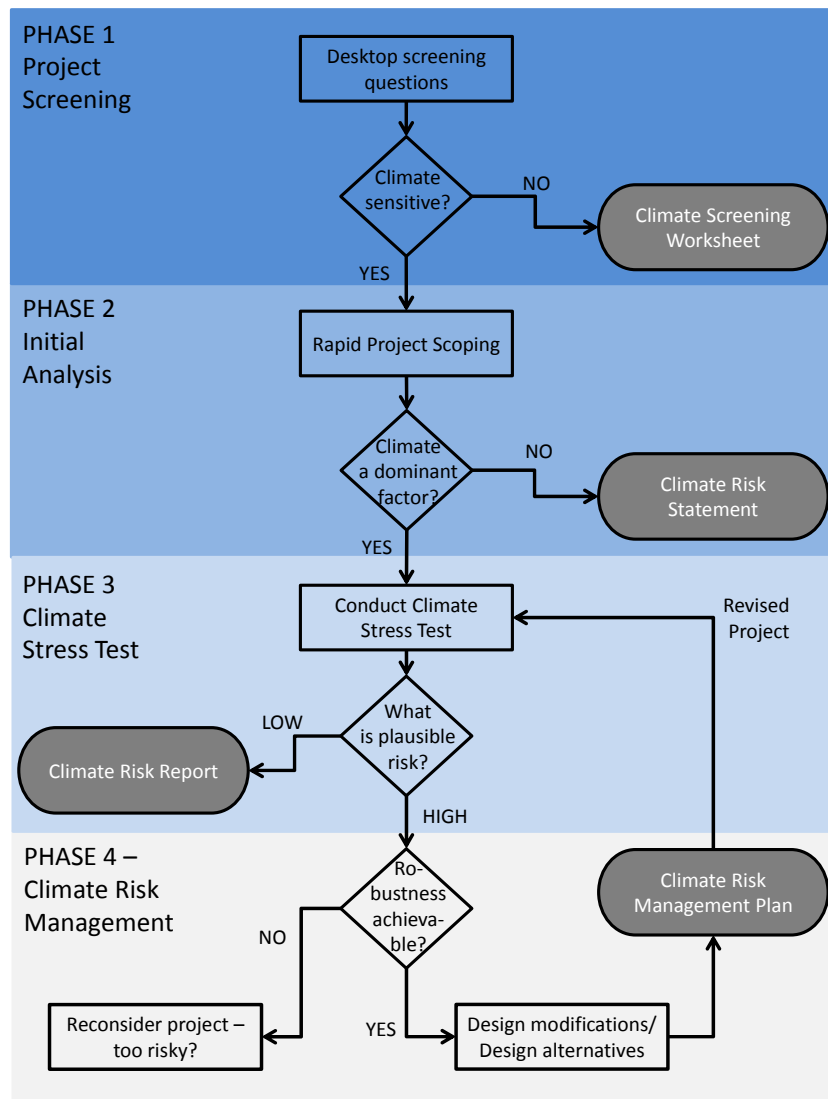 PHASE 1
Project
Screening
Desktop screening
questions
Climate
sensitive?
NO
Climate Screening
Worksheet
YES
PHASE 2
Initial
Analysis
Rapid Project Scoping
Climate
a dominant
factor?
NO
Climate Risk
Statement
YES
PHASE 3
Climate
Stress Test
Conduct Climate
Stress Test
Revised
Project
What
is plausible
risk?
LOW
Climate Risk Report
HIGH
PHASE 4 –
Climate Risk
Management
Ro-
bustness
achieva-
ble?
Climate Risk
Management Plan
NO
Reconsider project –
too risky?
YES
Design modifications/
Design alternatives